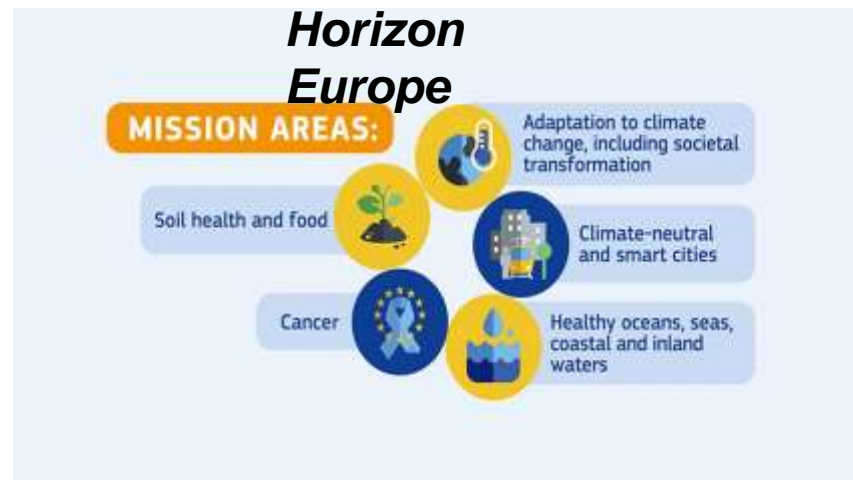 Horizon
Europe
MISSION AREAS:
Adaptation to climate
change, including societal
transformation
Soil health and food
Climate-neutral
and smart cities
Cancer
Healthy oceans, seas,
coastal and inland
waters